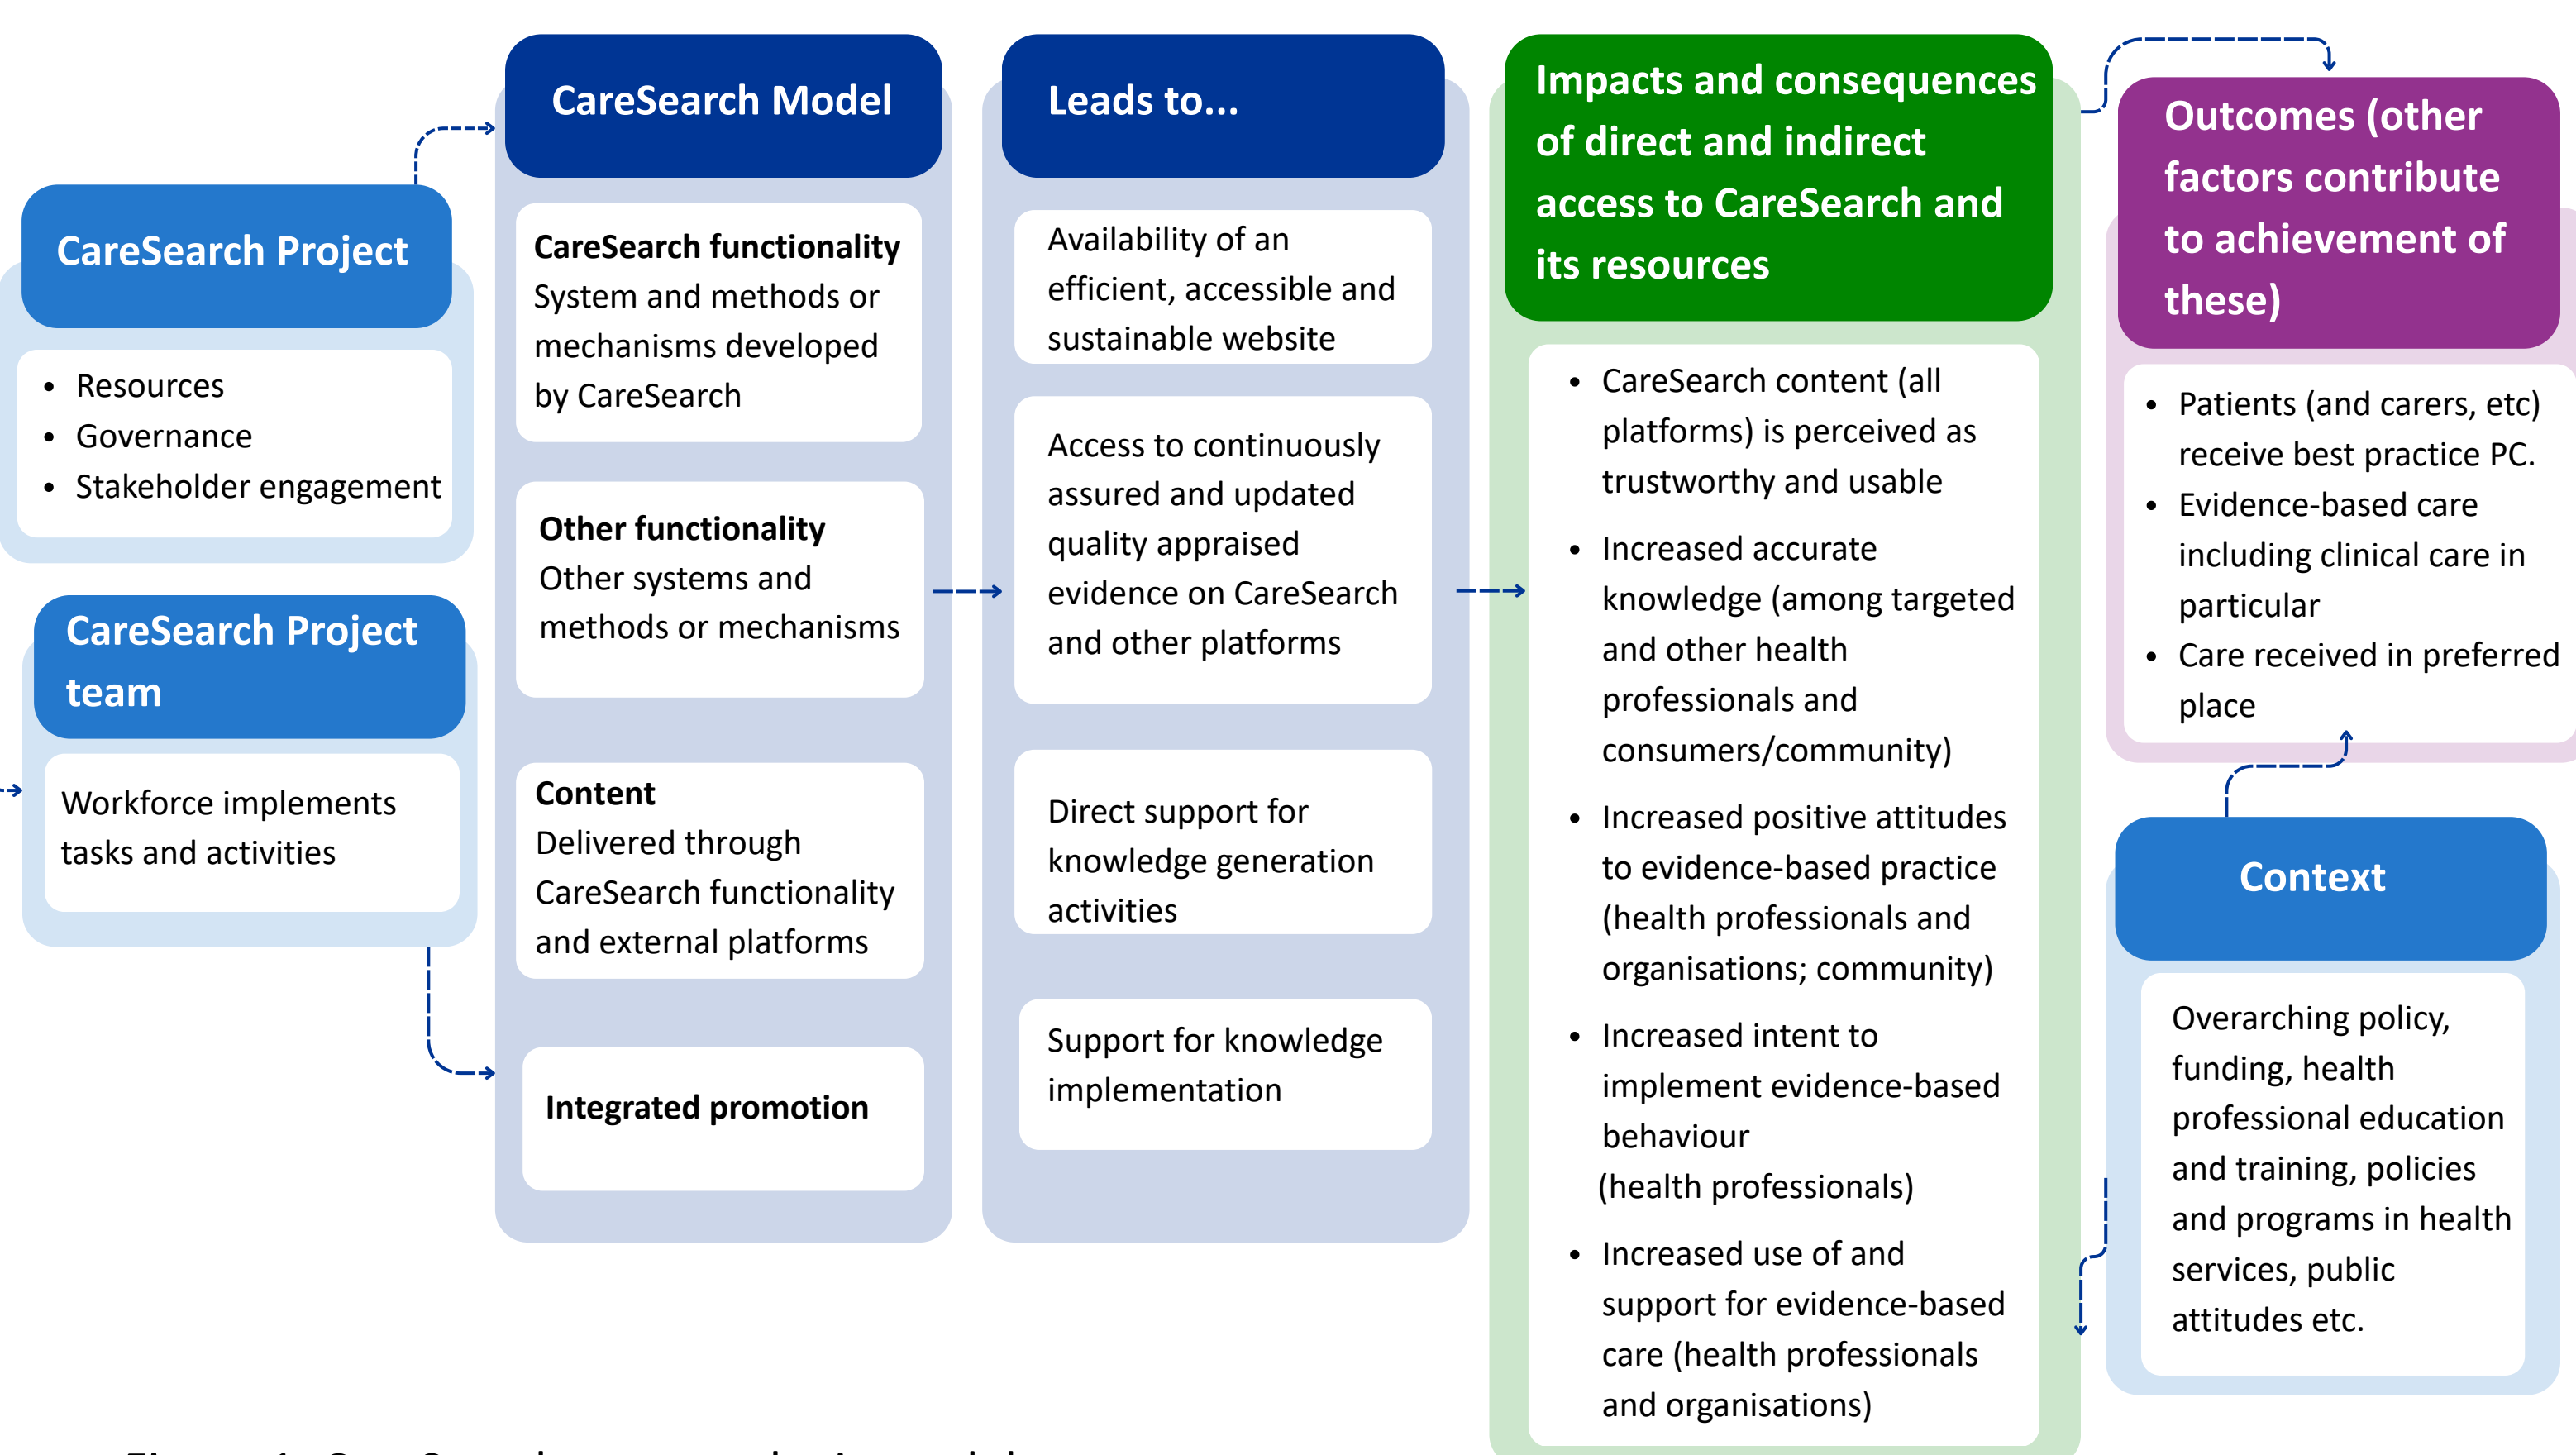 CareSearch Project
• Resources
• Governance
• Stakeholder engagement
CareSearch Project
team
Workforce implements
tasks and activities
CareSearch Model
CareSearch functionality
System and methods or
mechanisms developed
by CareSearch
Other functionality
Other systems and
methods or mechanisms
Content
Delivered through
CareSearch functionality
and external platforms
Integrated promotion
Leads to...
Availability of an
efficient, accessible and
sustainable website
Access to continuously
assured and updated
quality appraised
evidence on CareSearch
and other platforms
Direct support for
knowledge generation
activities
Support for knowledge
implementation
Impacts and consequences
of direct and indirect
access to CareSearch and
its resources
• CareSearch content (all
platforms) is perceived as
trustworthy and usable
• Increased accurate
knowledge (among targeted
and other health
professionals and
consumers/community)
• Increased positive attitudes
to evidence-based practice
(health professionals and
organisations; community)
• Increased intent to
implement evidence-based
behaviour
(health professionals)
• Increased use of and
support for evidence-based
care (health professionals
and organisations)
Outcomes (other
factors contribute
to achievement of
these)
• Patients (and carers, etc)
receive best practice PC.
• Evidence-based care
including clinical care in
particular
• Care received in preferred
place
Context
Overarching policy,
funding, health
professional education
and training, policies
and programs in health
services, public
attitudes etc.